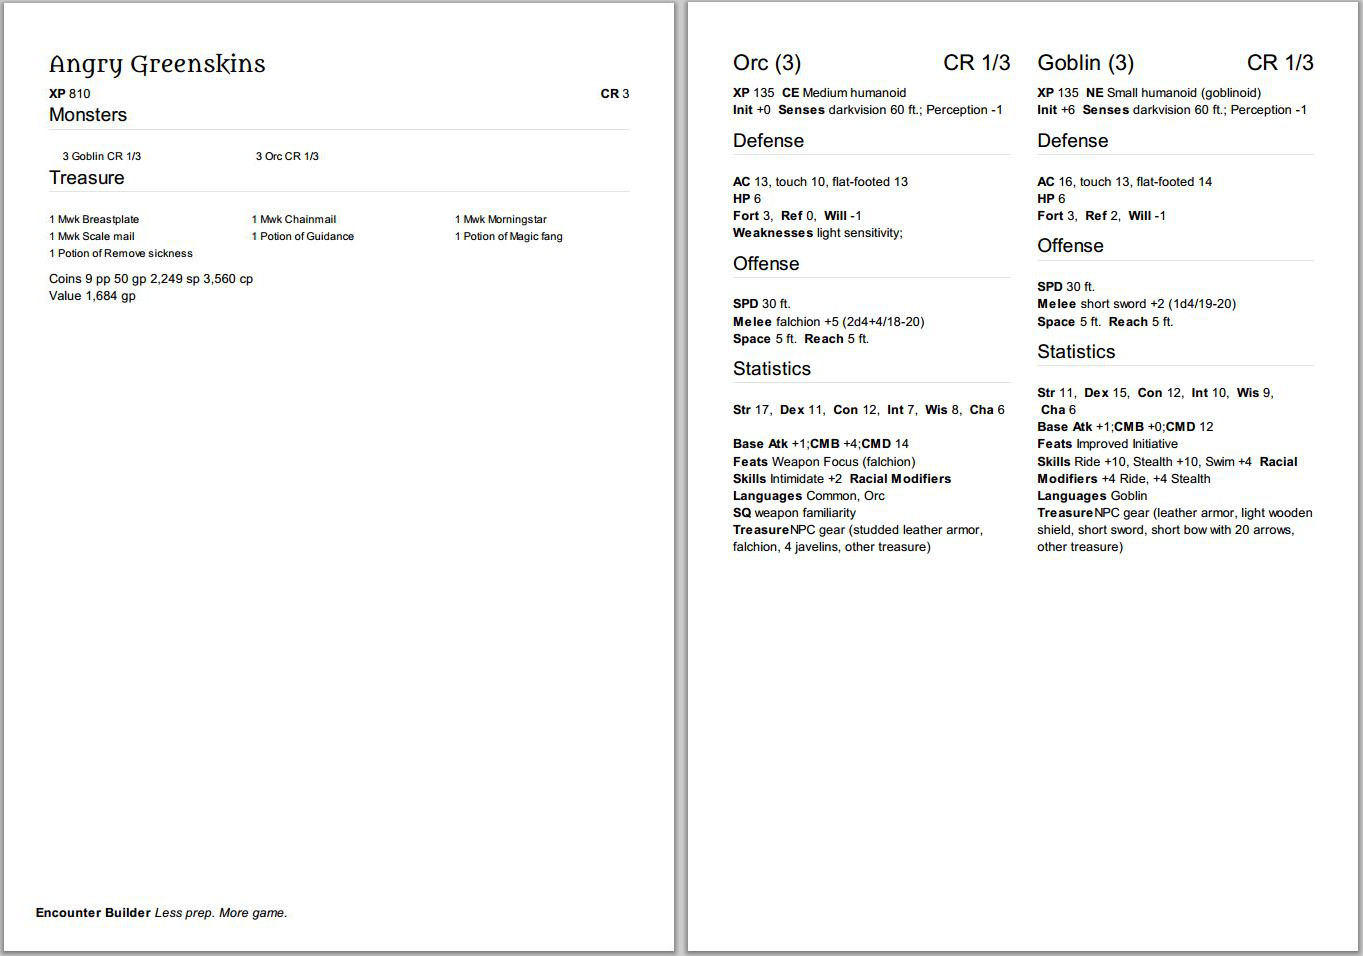 Angry Greenskins
XP 810 CR 3
Monsters
3 Goblin CR 1/3 3 Orc CR 1/3
Treasure
1 Mwk Breastplate 1 Mwk Chainmail 1 Mwk Morningstar
1 Mwk Scale mail 1 Potion of Guidance 1 Potion of Magic fang
1 Potion of Remove sickness
Coins 9 pp 50 gp 2,249 sp 3,560 cp
Value 1,684 gp
Encounter Builder Less prep. More game.
Orc (3) CR 1/3
XP 135 CE Medium humanoid
Init +0 Senses darkvision 60 ft.; Perception -1
Defense
AC 13, touch 10, flat-footed 13
HP 6
Fort 3, Ref 0, Will -1
Weaknesses light sensitivity;
Offense
SPD 30 ft.
Melee falchion +5 (2d4+4/18-20)
Space 5 ft. Reach 5 ft.
Statistics
Str 17, Dex 11, Con 12, Int 7, Wis 8, Cha 6
Base Atk +1;CMB +4;CMD 14
Feats Weapon Focus (falchion)
Skills Intimidate +2 Racial Modifiers
Languages Common, Orc
SQ weapon familiarity
TreasureNPC gear (studded leather armor,
falchion, 4 javelins, other treasure)
Goblin (3) CR 1/3
XP 135 NE Small humanoid (goblinoid)
Init +6 Senses darkvision 60 ft.; Perception -1
Defense
AC 16, touch 13, flat-footed 14
HP 6
Fort 3, Ref 2, Will -1
Offense
SPD 30 ft.
Melee short sword +2 (1d4/19-20)
Space 5 ft. Reach 5 ft.
Statistics
Str 11, Dex 15, Con 12, Int 10, Wis 9,
Cha 6
Base Atk +1;CMB +0;CMD 12
Feats Improved Initiative
Skills Ride +10, Stealth +10, Swim +4 Racial
Modifiers +4 Ride, +4 Stealth
Languages Goblin
TreasureNPC gear (leather armor, light wooden
shield, short sword, short bow with 20 arrows,
other treasure)